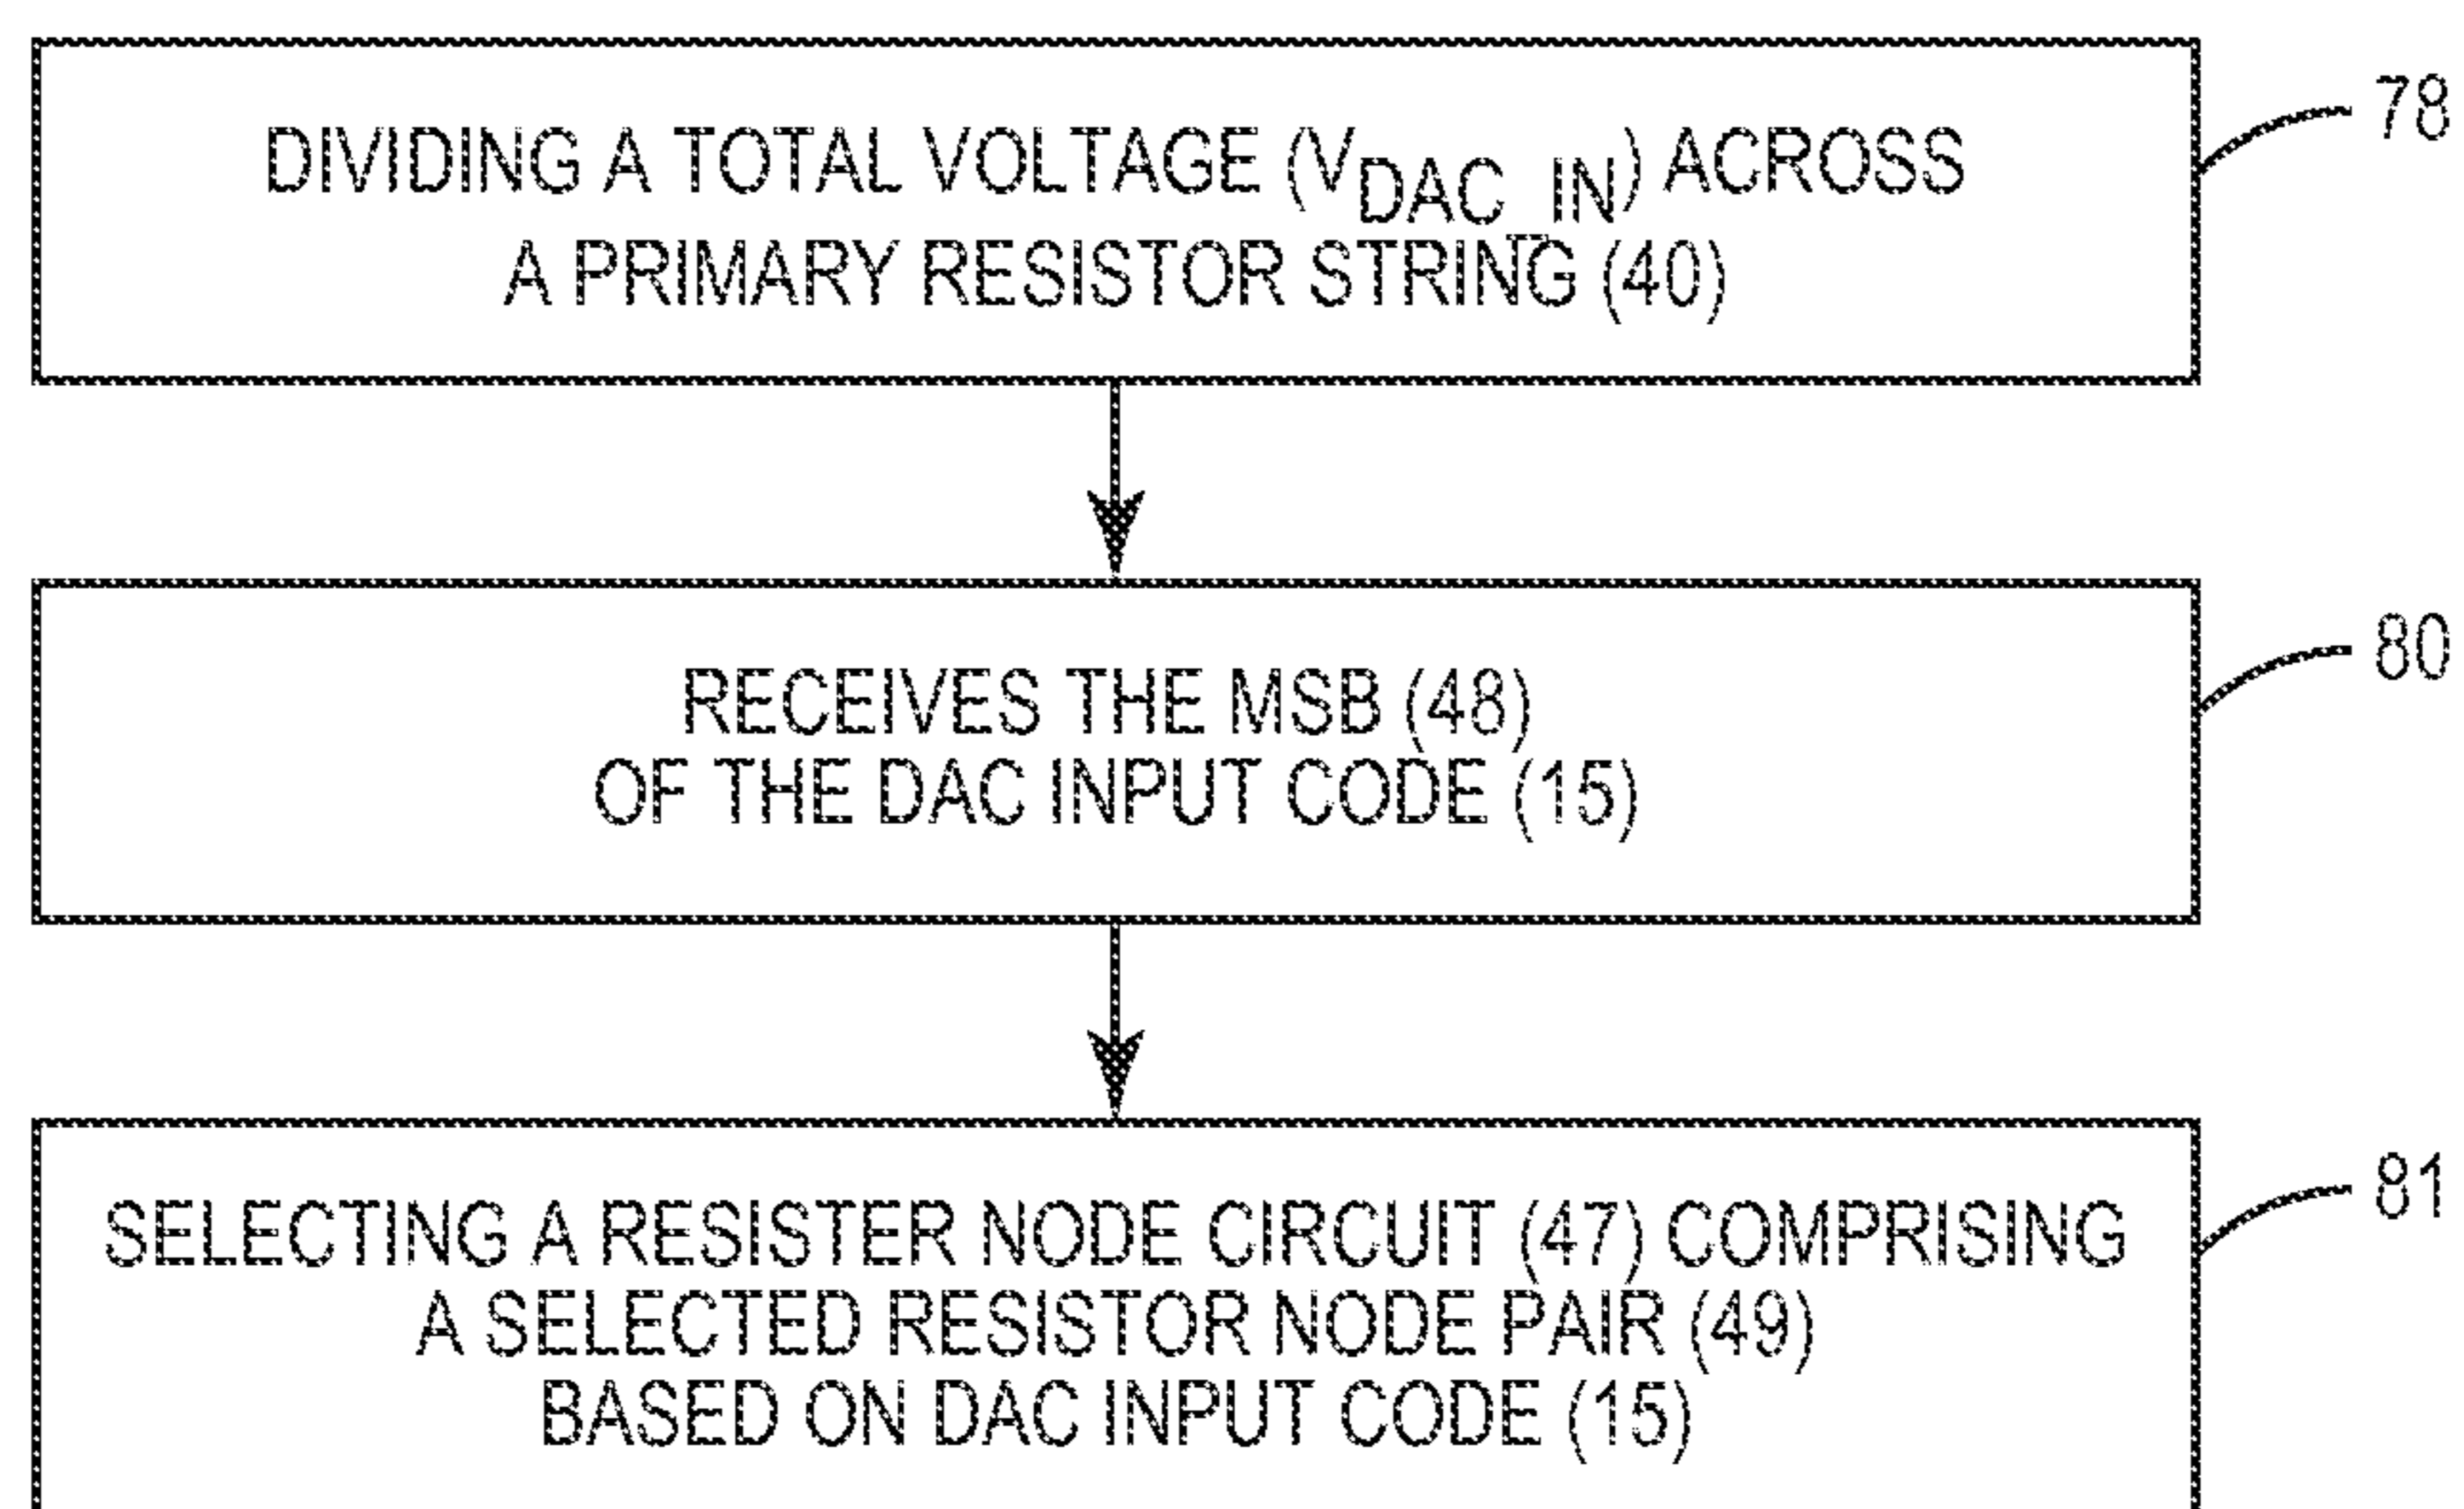 DIVIDING A TOTAL VOLTAGE (VDAC_IN) ACROSS
A PRIMARY RESISTOR STRING (40)
78
RECEIVES THE MSB (48)
OF THE DAC INPUT CODE (15)
80
SELECTING A RESISTER NODE CIRCUIT (47) COMPRISING
A SELECTED RESISTOR NODE PAIR (49)
BASED ON DAC INPUT CODE (15)
81